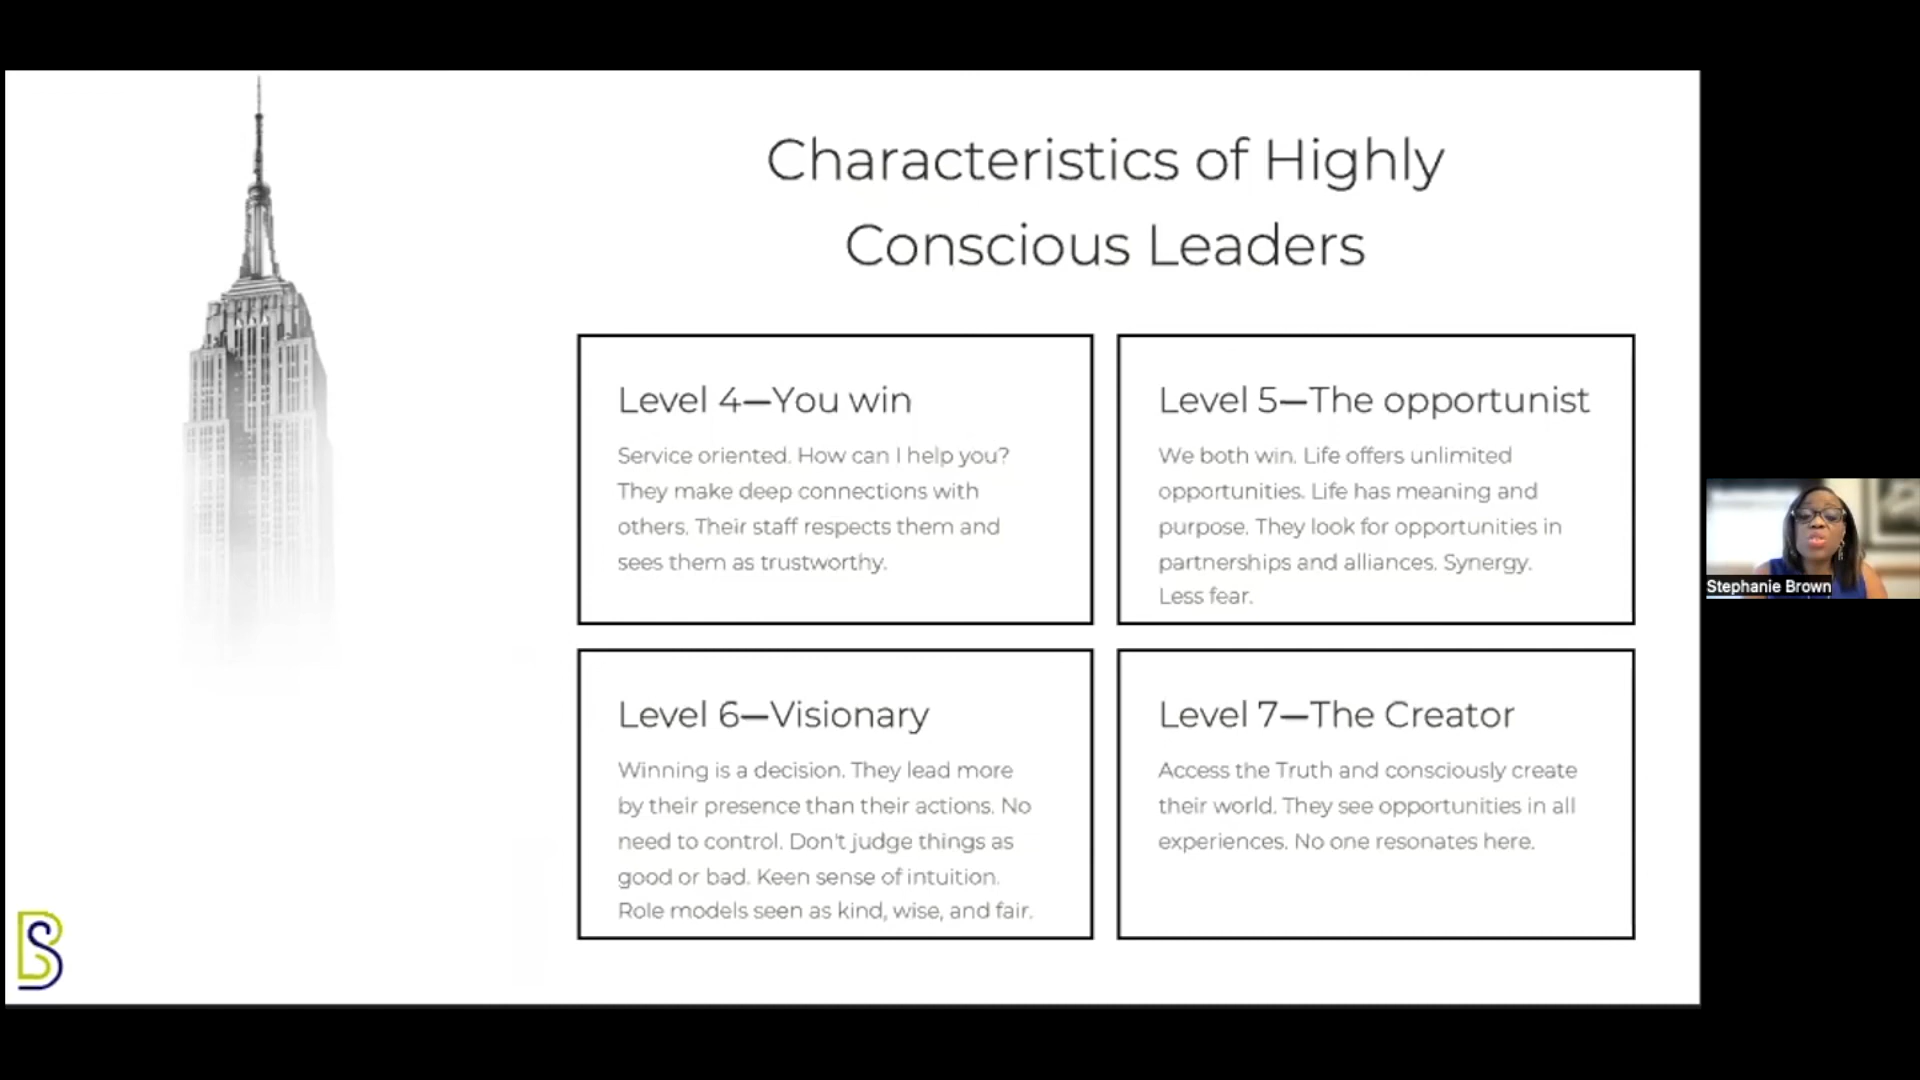 Characteristics of Highly
Conscious Leaders
Level 4—You win
Service oriented. How can I help you?
They make deep connections with
others. Their staff respects them and
sees them as trustworthy.
Level 5—The opportunist
We both win. Life offers unlimited
opportunities. Life has meaning and
purpose. They look for opportunities in
partnerships and alliances. Synergy.
Less fear.
Level 6—Visionary
Winning is a decision. They lead more
by their presence than their actions. No
need to control. Don't judge things as
good or bad. Keen sense of intuition.
Role models seen as kind, wise, and fair.
Level 7—The Creator
Access the Truth and consciously create
their world. They see opportunities in all
experiences. No one resonates here.
Stephanie Brown
BS